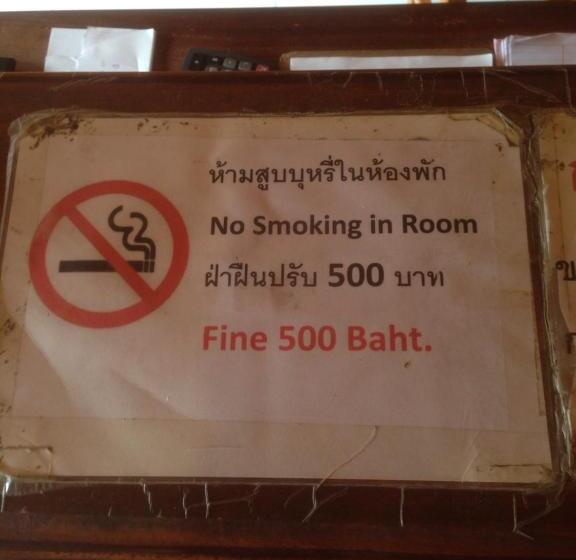 ห้ามสูบบุหรี่ในห้องพัก
No Smoking in Room
ฝ่าฝืนปรับ 500 บาท
Fine 500 Baht.